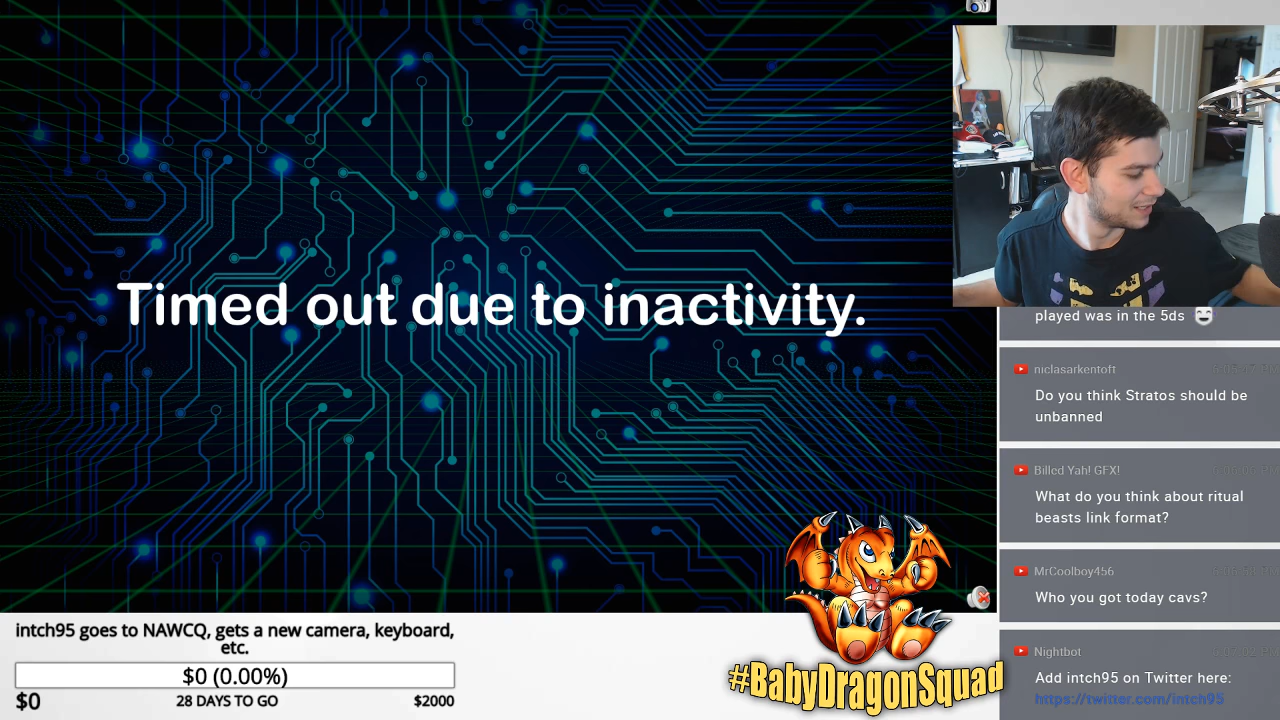 Timed out due to inactivity.
played was in the 5ds
niclasarkentoft
Do you think Stratos should be
unbanned
Billed Yah! GFX!
What do you think about ritual
beasts link format?
MrCoolboy456
Who you got today cavs?
Nightbot
Add intch95 on Twitter here:
https://twitter.com/intch95
intch95 goes to NAWCQ, gets a new camera, keyboard,
etc.
$0 (0.00%)
$0 28 DAYS TO GO $2000
#BabyDragonSquad